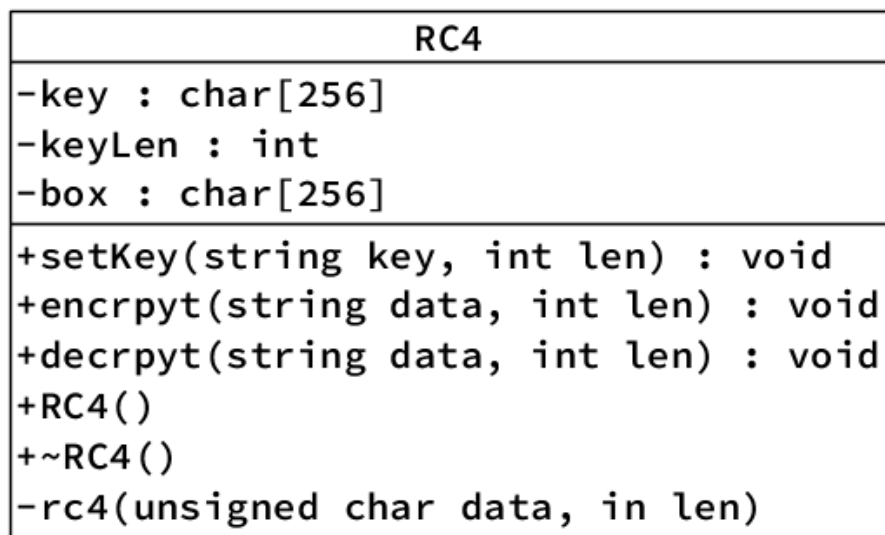 RC4
-key : char[256]
-keyLen : int
-box : char[256]
+setKey(string key, int len) : void
+encrpyt(string data, int len) : void
+decrpyt(string data, int len) : void
+RC4()
+~RC4()
-rc4(unsigned char data, in len)